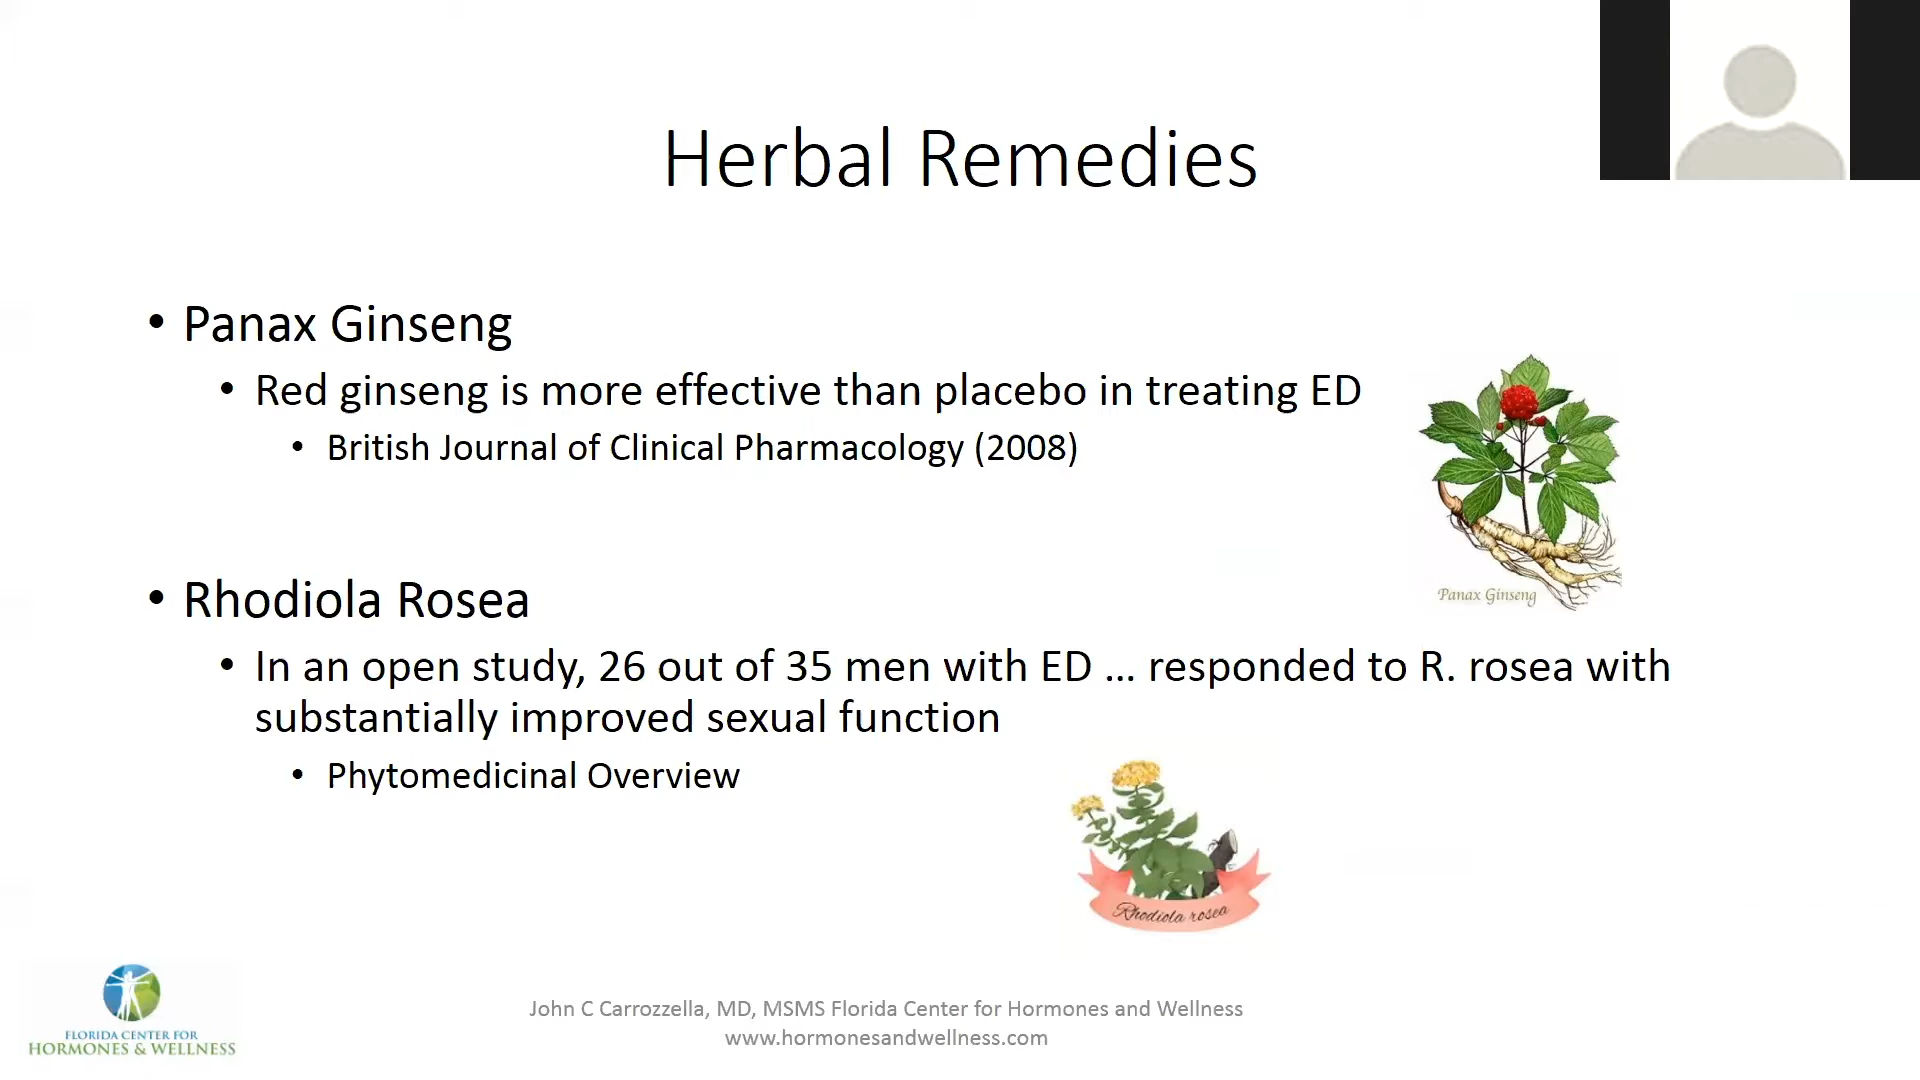 Herbal Remedies
• Panax Ginseng
• Red ginseng is more effective than placebo in treating ED
• British Journal of Clinical Pharmacology (2008)
Panax Ginseng
• Rhodiola Rosea
• In an open study, 26 out of 35 men with ED ... responded to R. rosea with
substantially improved sexual function
• Phytomedicinal Overview
Rhodiola rosea
FLORIDA CENTER FOR
HORMONES & WELLNESS
John C Carrozzella, MD, MSMS Florida Center for Hormones and Wellness
www.hormonesandwellness.com